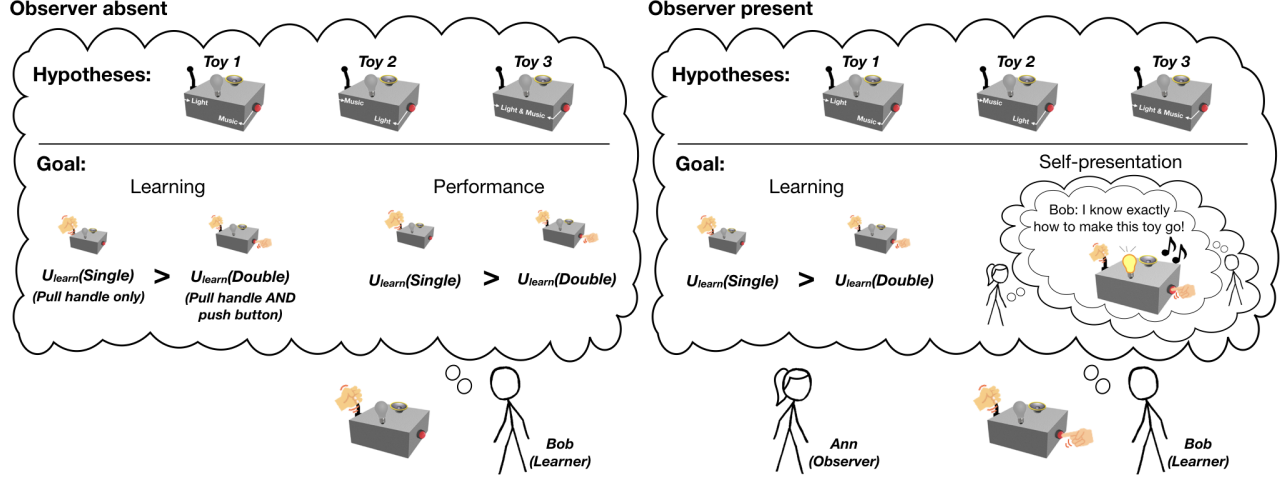 Observer absent
Hypotheses:
Toy 1
Toy 2
Toy 3
Light
Music
Music
Light
Light & Music
Goal:
Learning
Performance
Ulearn(Single) > Ulearn(Double)
(Pull handle only)
(Pull handle AND
push button)
Ulearn(Single) > Ulearn(Double)
Bob
(Learner)
Observer present
Hypotheses:
Toy 1
Toy 2
Toy 3
Light
Music
Music
Light
Light & Music
Goal:
Learning
Self-presentation
Ulearn(Single) > Ulearn(Double)
Bob: I know exactly
how to make this toy go!
Ann
(Observer)
Bob
(Learner)